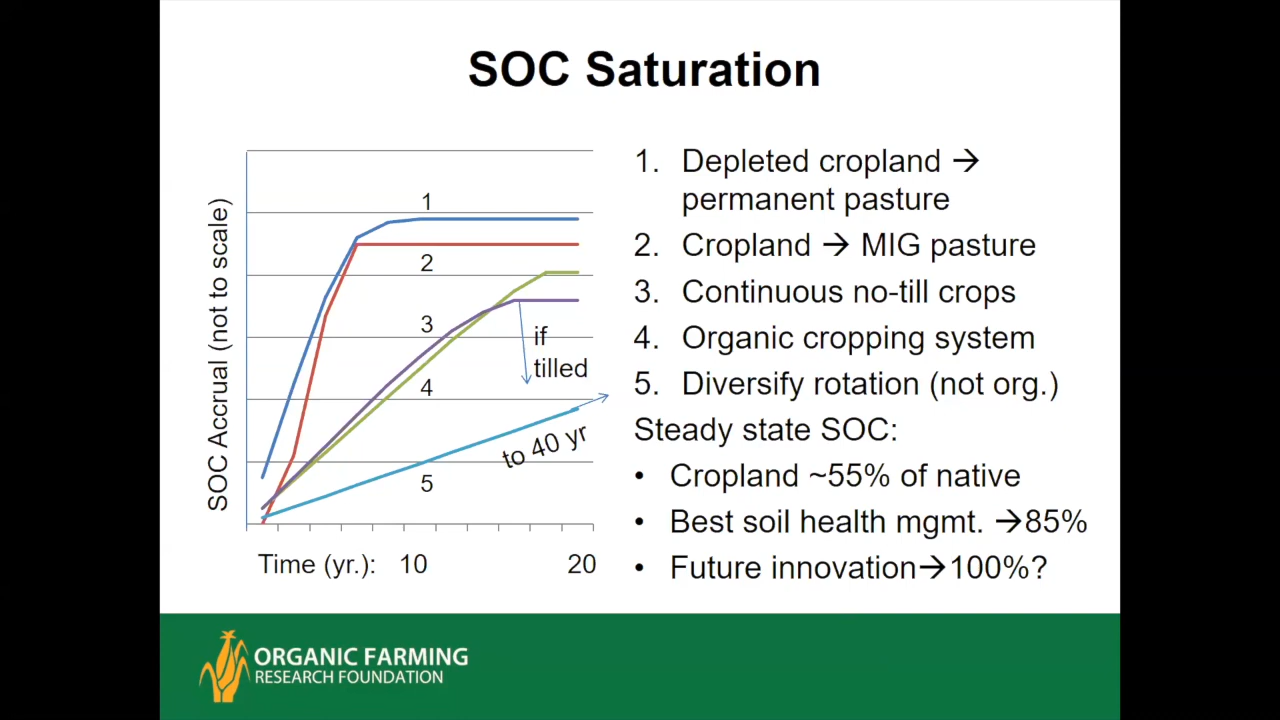 SOC Saturation
SOC Accrual (not to scale)
1
2
3
4
5
if
tilled
to 40 yr
Time (yr.): 10 20
1. Depleted cropland →
permanent pasture
2. Cropland → MIG pasture
3. Continuous no-till crops
4. Organic cropping system
5. Diversify rotation (not org.)
Steady state SOC:
• Cropland ~55% of native
• Best soil health mgmt. →85%
• Future innovation→100%?
ORGANIC FARMING
RESEARCH FOUNDATION